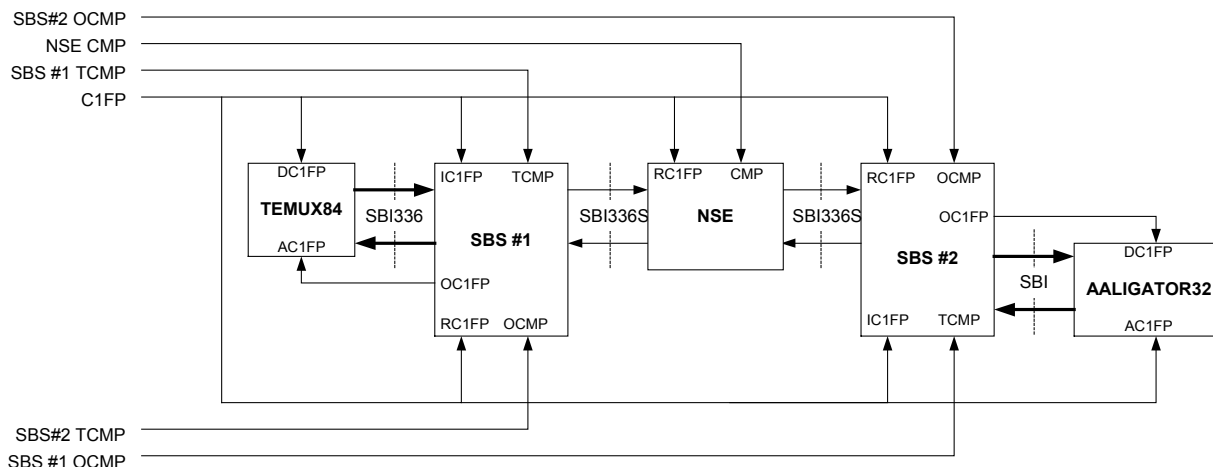 SBS#2 OCMP
NSE CMP
SBS #1 TCMP
C1FP
DC1FP
TEMUX84
AC1FP
SBI336
IC1FP TCMP
SBS #1
OC1FP
RC1FP OCMP
SBI336S
RC1FP CMP
NSE
SBI336S
RC1FP OCMP
OC1FP
SBS #2
IC1FP TCMP
SBI
DC1FP
AALIGATOR32
AC1FP
SBS#2 TCMP
SBS #1 OCMP